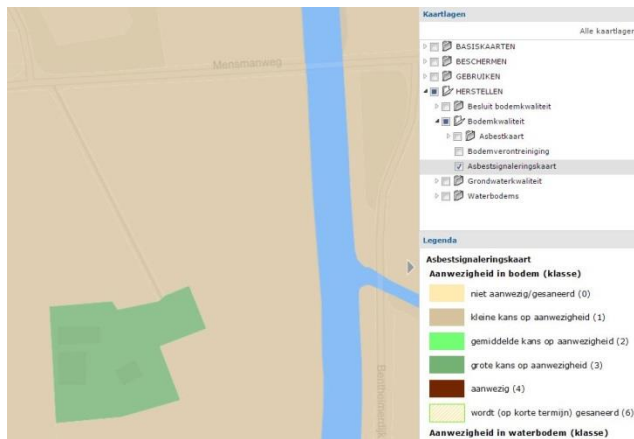 Mensmanweg
Bentheimerdijk
Kaartlagen
Alle kaartlagen
BASISKAARTEN
BESCHERMEN
GEBRUIKEN
HERSTELLEN
Besluit bodemkwaliteit
Bodemkwaliteit
Asbestkaart
Bodemverontreiniging
Asbestsignaleringskaart
Grondwaterkwaliteit
Waterbodems
Legenda
Asbestsignaleringskaart
Aanwezigheid in bodem (klasse)
niet aanwezig/gesaneerd (0)
kleine kans op aanwezigheid (1)
gemiddelde kans op aanwezigheid (2)
grote kans op aanwezigheid (3)
aanwezig (4)
wordt (op korte termijn) gesaneerd (6)
Aanwezigheid in waterbodem (klasse)